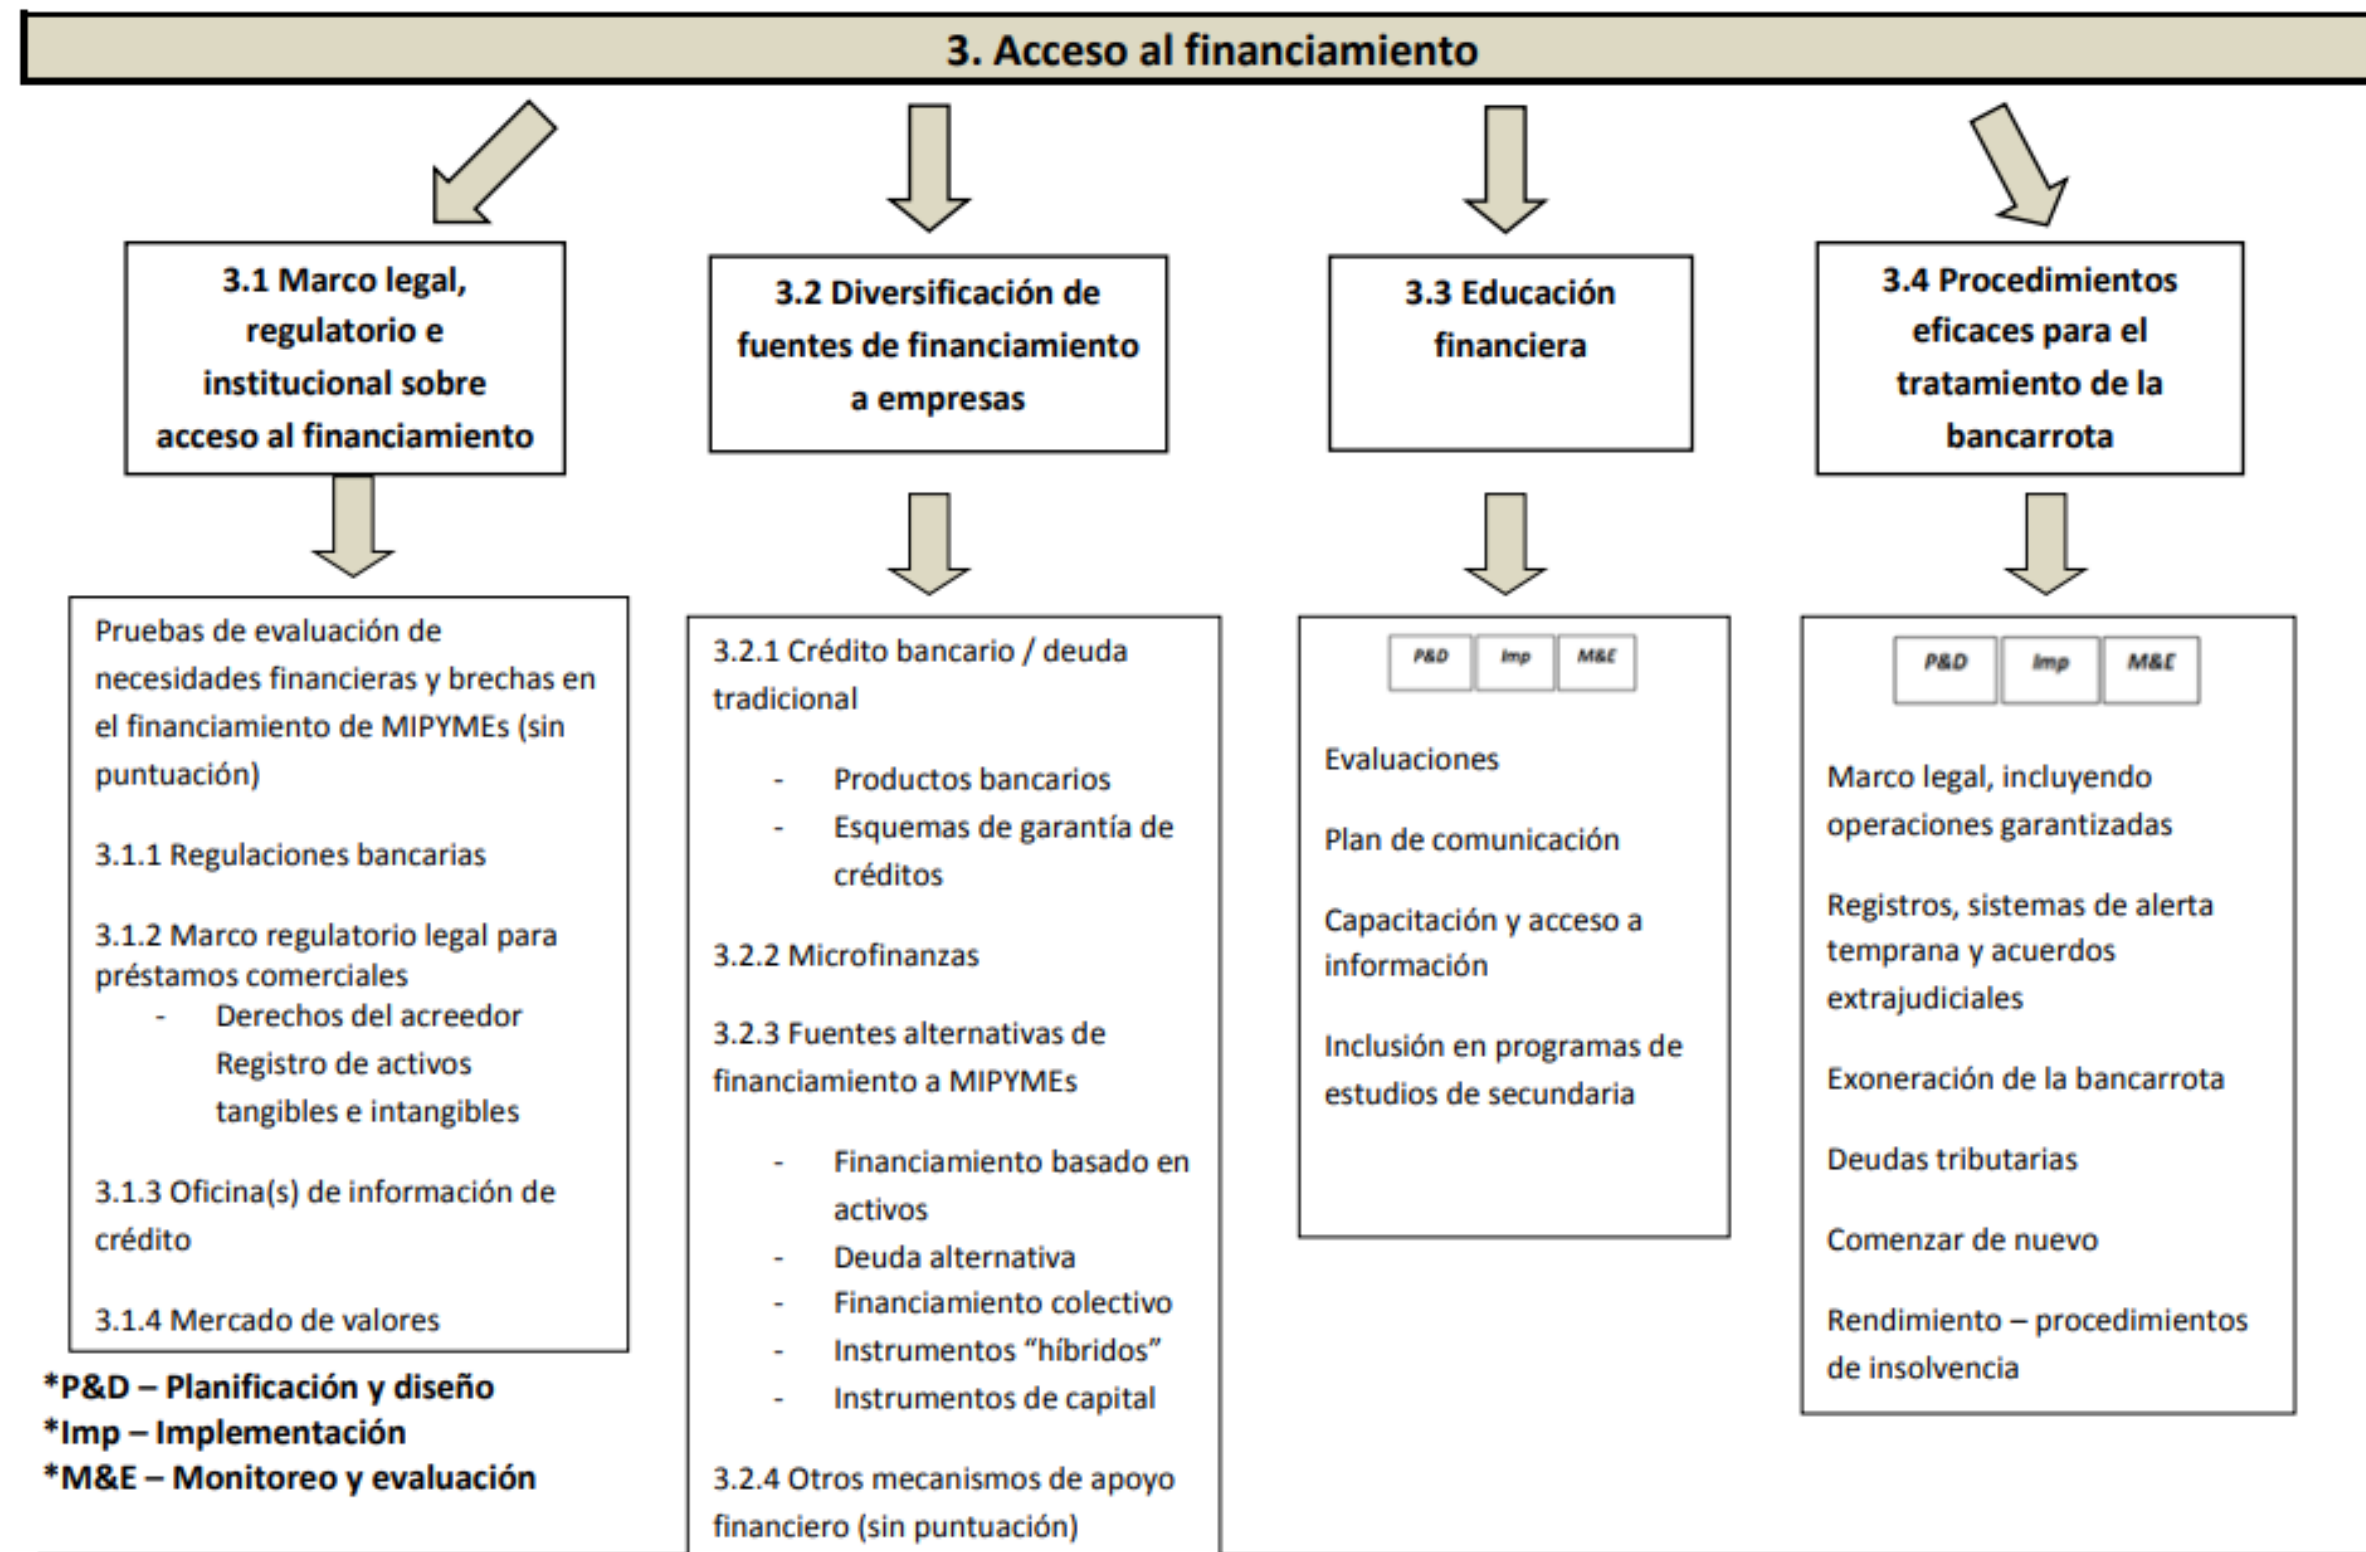 3. Acceso al financiamiento
3.1 Marco legal,
regulatorio e
institucional sobre
acceso al financiamiento
3.2 Diversificación de
fuentes de financiamiento
a empresas
3.3 Educación
financiera
3.4 Procedimientos
eficaces para el
tratamiento de la
bancarrota
Pruebas de evaluación de
necesidades financieras y brechas en
el financiamiento de MIPYMEs (sin
puntuación)
3.1.1 Regulaciones bancarias
3.1.2 Marco regulatorio legal para
préstamos comerciales
- Derechos del acreedor
Registro de activos
tangibles e intangibles
3.1.3 Oficina(s) de información de
crédito
3.1.4 Mercado de valores
*P&D – Planificación y diseño
*Imp – Implementación
*M&E – Monitoreo y evaluación
3.2.1 Crédito bancario / deuda
tradicional
- Productos bancarios
- Esquemas de garantía de
créditos
3.2.2 Microfinanzas
3.2.3 Fuentes alternativas de
financiamiento a MIPYMEs
- Financiamiento basado en
activos
- Deuda alternativa
- Financiamiento colectivo
- Instrumentos “híbridos”
- Instrumentos de capital
3.2.4 Otros mecanismos de apoyo
financiero (sin puntuación)
P&D Imp M&E
Evaluaciones
Plan de comunicación
Capacitación y acceso a
información
Inclusión en programas de
estudios de secundaria
P&D Imp M&E
Marco legal, incluyendo
operaciones garantizadas
Registros, sistemas de alerta
temprana y acuerdos
extrajudiciales
Exoneración de la bancarrota
Deudas tributarias
Comenzar de nuevo
Rendimiento – procedimientos
de insolvencia